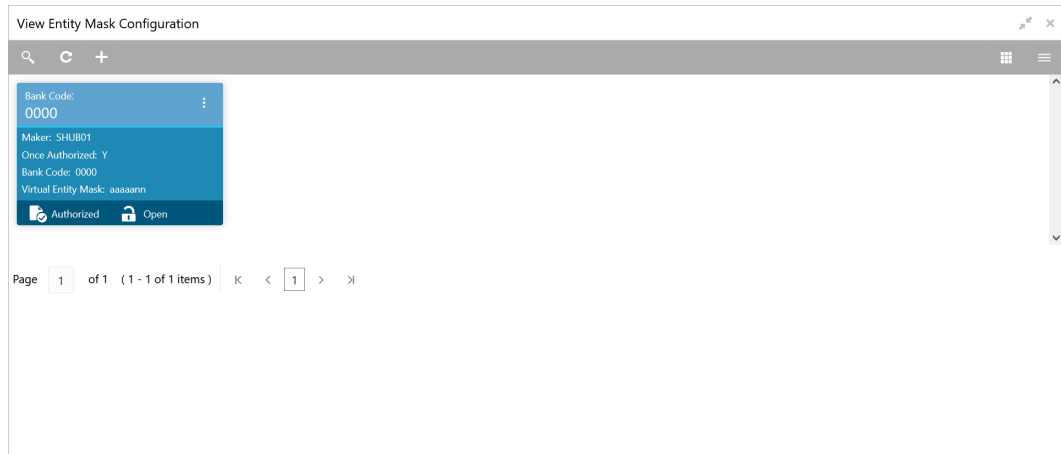 View Entity Mask Configuration
Bank Code:
0000
Maker: SHUB01
Once Authorized: Y
Bank Code: 0000
Virtual Entity Mask: aaaaann
Authorized Open
Page 1 of 1 ( 1 - 1 of 1 items ) 1